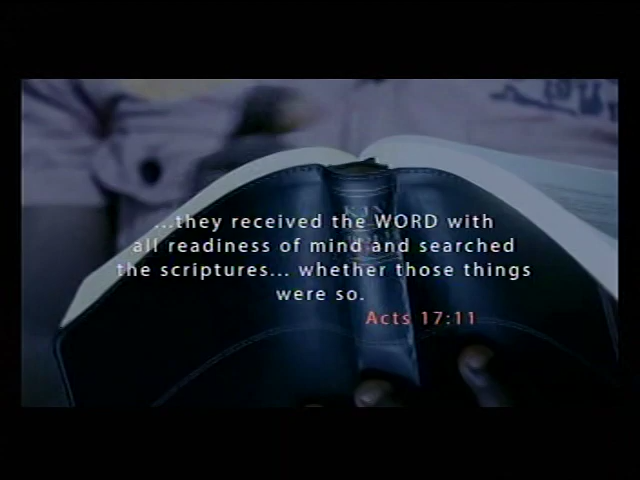 ...they received the WORD with
all readiness of mind and searched
the scriptures... whether those things
were so.
Acts 17:11